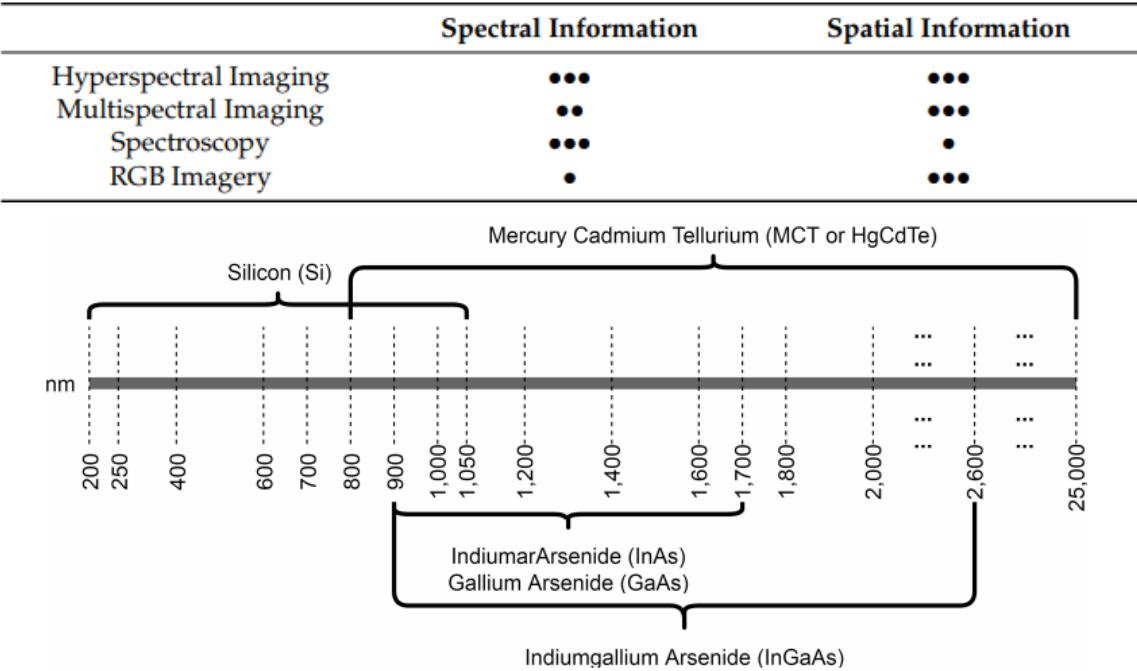 Spectral Information Spatial Information
Hyperspectral Imaging ●●● ●●●
Multispectral Imaging ●● ●●●
Spectroscopy ●●● ●
RGB Imagery ● ●●●
Mercury Cadmium Tellurium (MCT or HgCdTe)
Silicon (Si)
... ...
... ...
nm
... ...
... ...
200 250 400 600 700 800 900 1,000 1,050 1,200 1,400 1,600 1,700 1,800 2,000 2,600 25,000
IndiumarArsenide (InAs)
Gallium Arsenide (GaAs)
Indiumgallium Arsenide (InGaAs)